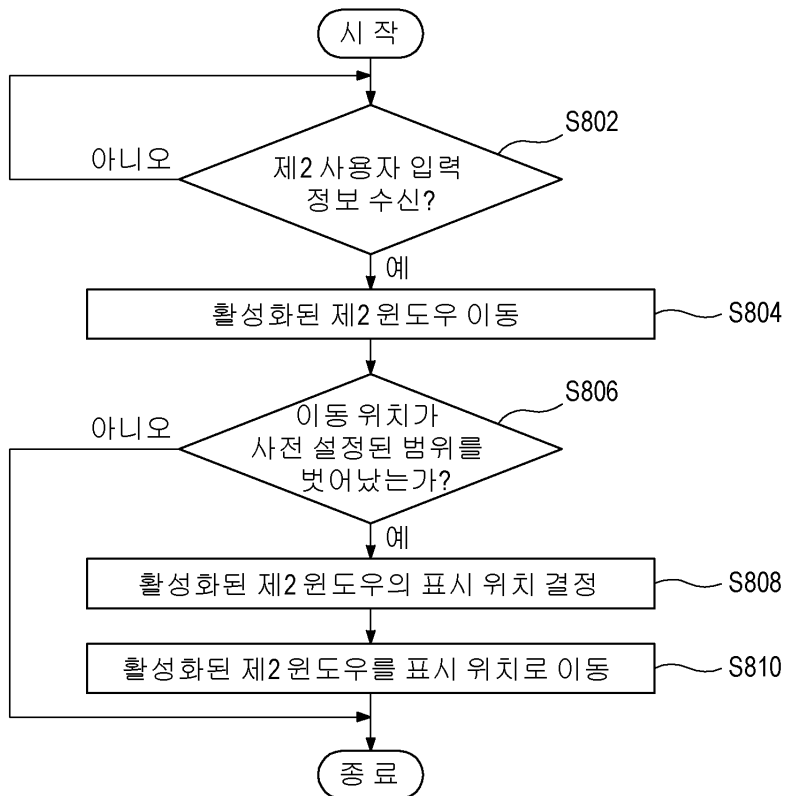 시 작
S802
아니오
제2 사용자 입력
정보 수신?
예
활성화된 제2 윈도우 이동
S804
S806
아니오
이동 위치가
사전 설정된 범위를
벗어났는가?
예
활성화된 제2 윈도우의 표시 위치 결정
S808
활성화된 제2 윈도우를 표시 위치로 이동
S810
종 료